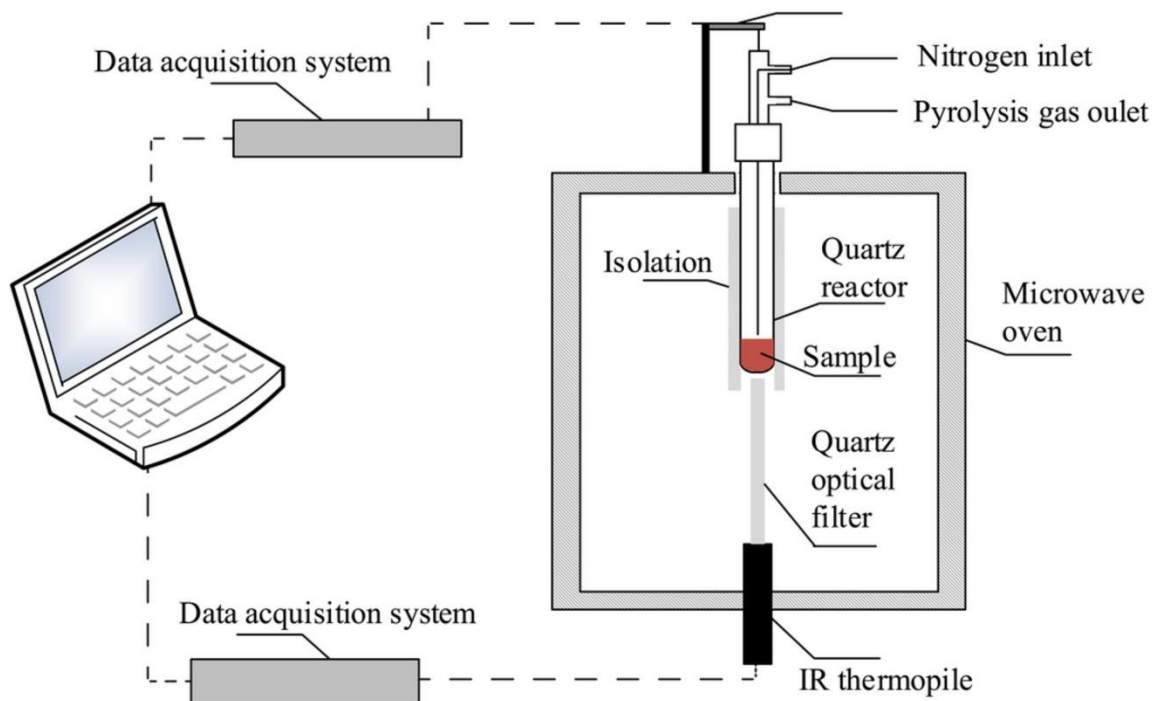 Data acquisition system
Nitrogen inlet
Pyrolysis gas oulet
Isolation
Quartz
reactor
Microwave
oven
Sample
Quartz
optical
filter
Data acquisition system
IR thermopile